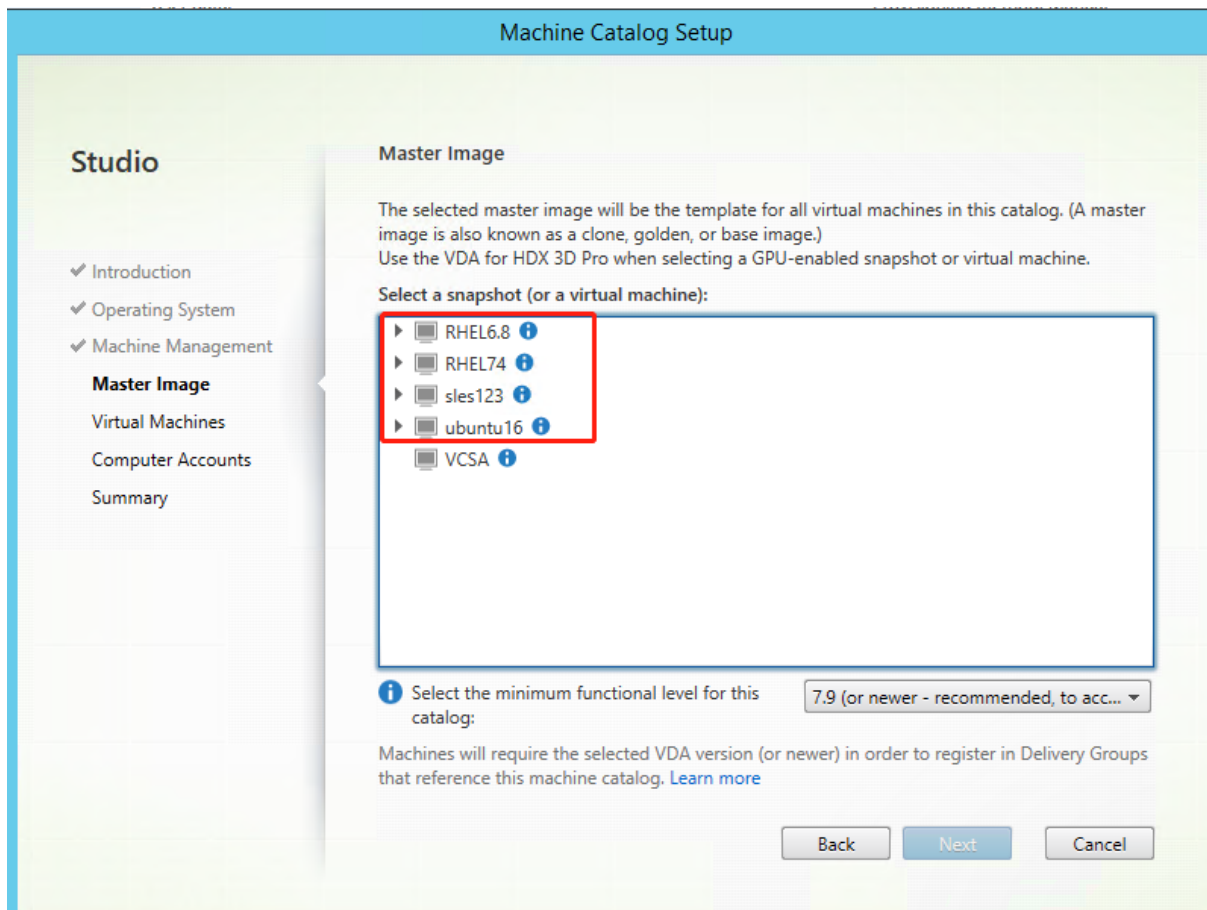 Machine Catalog Setup
Studio
Introduction
Operating System
Machine Management
Master Image
Virtual Machines
Computer Accounts
Summary
Master Image
The selected master image will be the template for all virtual machines in this catalog. (A master
image is also known as a clone, golden, or base image.)
Use the VDA for HDX 3D Pro when selecting a GPU-enabled snapshot or virtual machine.
Select a snapshot (or a virtual machine):
RHEL6.8
RHEL74
sles123
ubuntu16
VCSA
Select the minimum functional level for this
catalog:
7.9 (or newer - recommended, to acc...
Machines will require the selected VDA version (or newer) in order to register in Delivery Groups
that reference this machine catalog. Learn more
Back
Next
Cancel